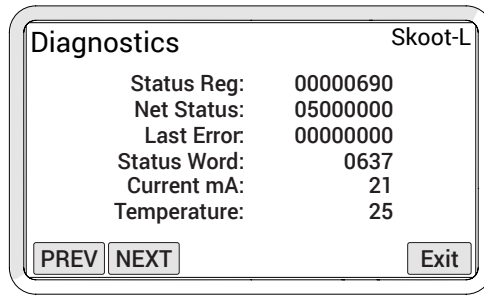 Diagnostics Skoot-L
Status Reg: 00000690
Net Status: 05000000
Last Error: 00000000
Status Word: 0637
Current mA: 21
Temperature: 25
PREV NEXT Exit